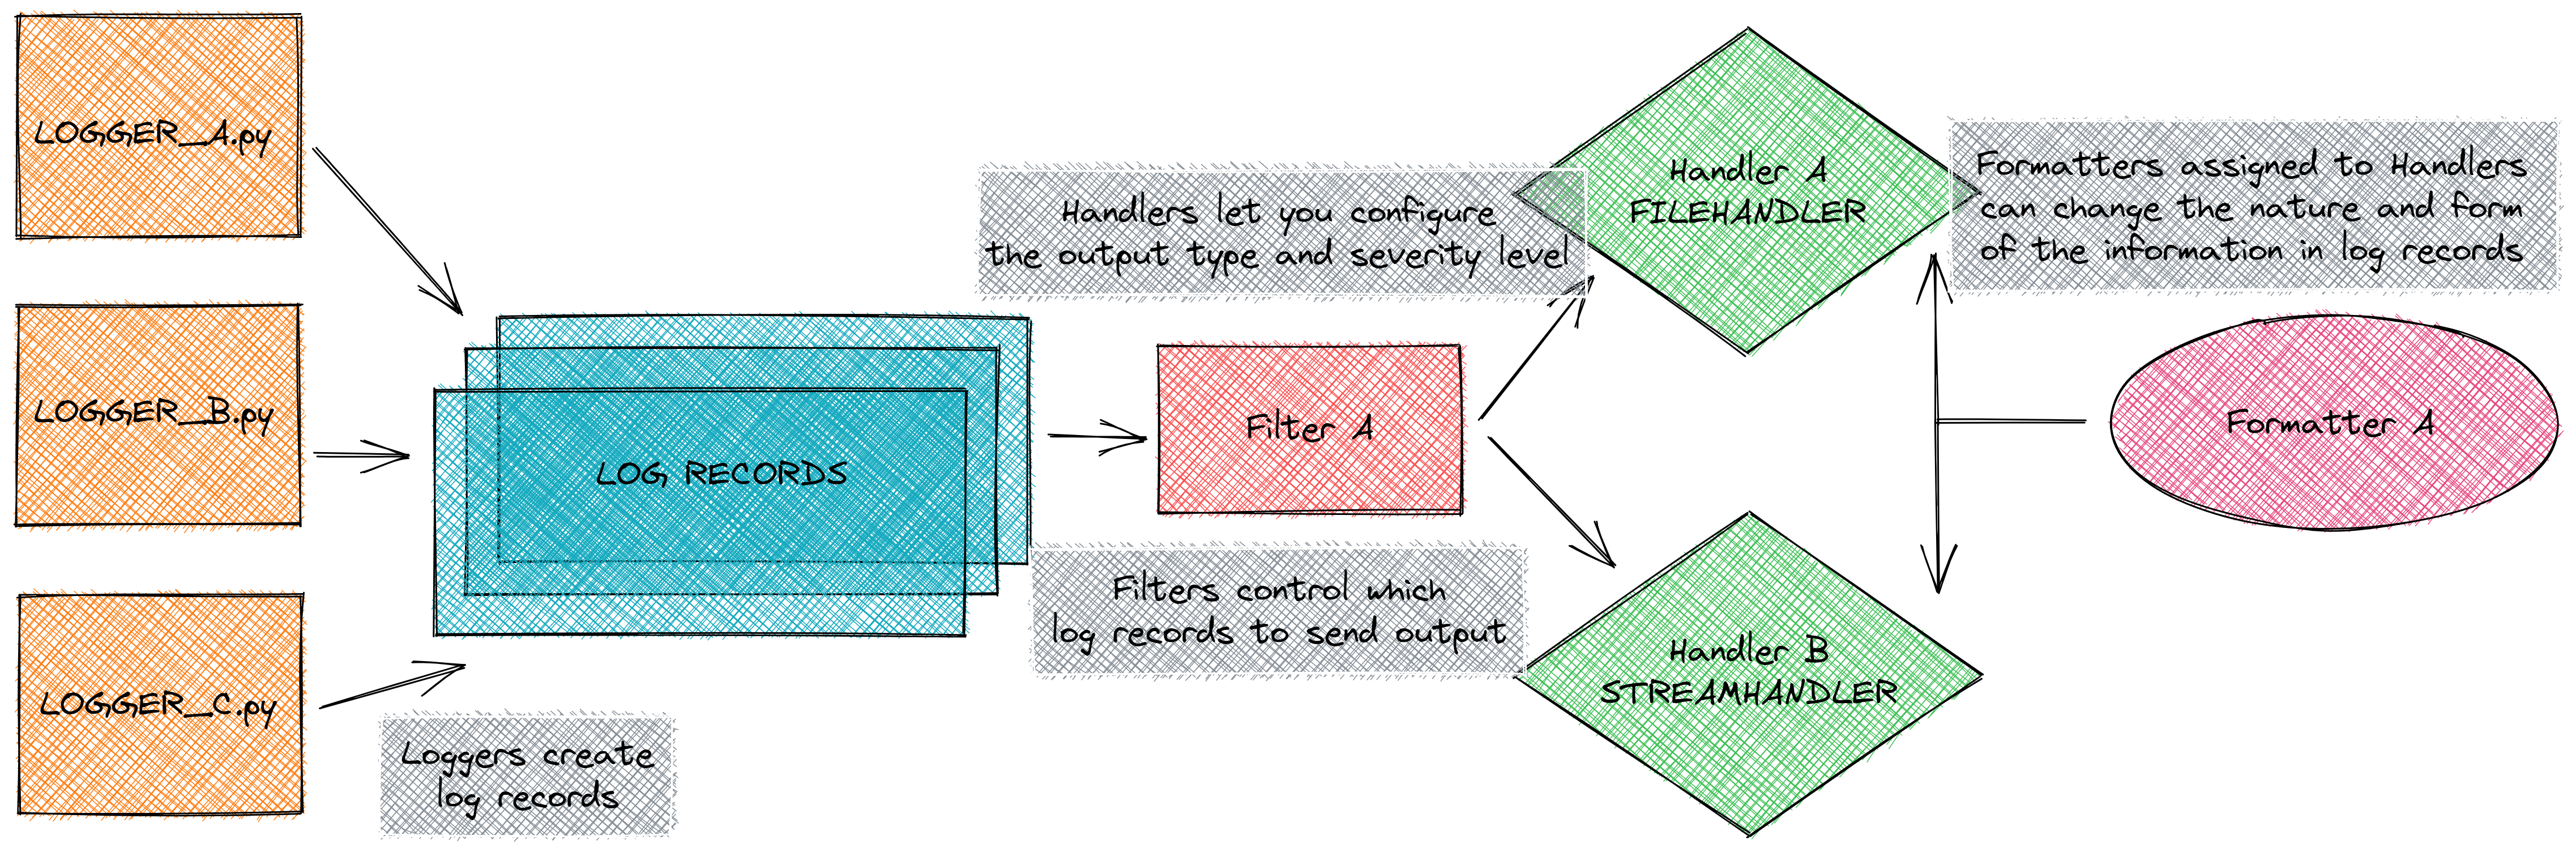 LOGGER_A.py
LOGGER_B.py
LOGGER_C.py
Loggers create
log records
LOG RECORDS
Filter A
Filters control which
log records to send output
Handlers let you configure
the output type and severity level
Handler A
FILEHANDLER
Handler B
STREAMHANDLER
Formatters assigned to Handlers
can change the nature and form
of the information in log records
Formatter A